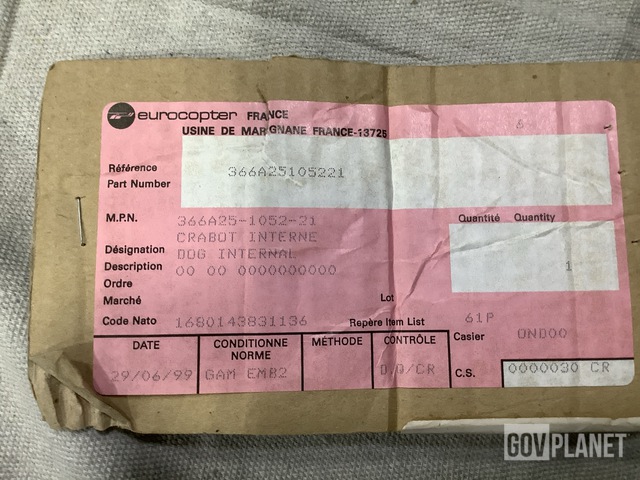 eurocopter FRANCE
USINE DE MARIGNANE FRANCE-13725
Référence
Part Number
366A25105221
M.P.N. 366A25-1052-21
CRABOT INTERNE
Quantité Quantity
Désignation
Description
DOG INTERNAL
00 00 0000000000
1
Ordre
Marché
Lot
Code Nato 1680143831136
Repère Item List 61P
Casier OND00
DATE CONDITIONNE NORME MÉTHODE CONTRÔLE
29/06/99 GAM EM82 D.Q/CR
C.S. 0000030 CR
GOVPLANET